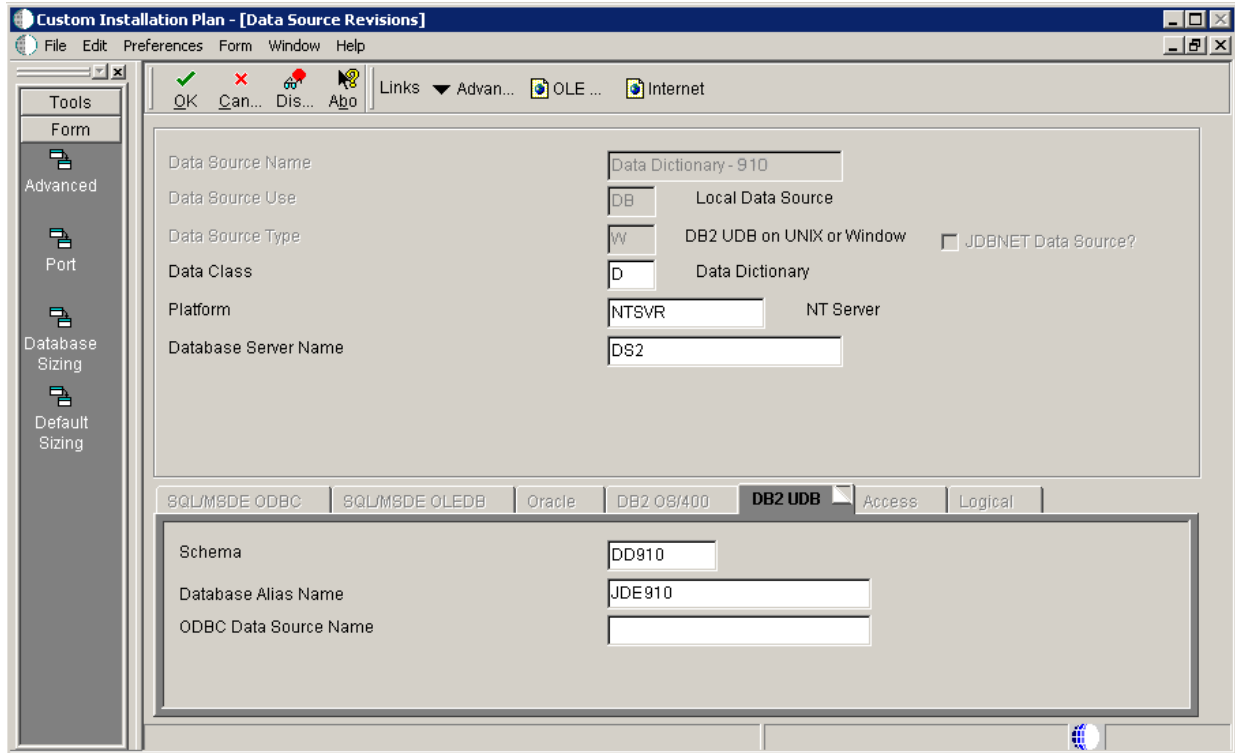 Custom Installation Plan - [Data Source Revisions]
File Edit Preferences Form Window Help
Tools
Form
Advanced
Port
Database
Sizing
Default
Sizing
OK Can... Dis... Abo Links Advan... OLE ... Internet
Data Source Name Data Dictionary - 910
Data Source Use DB Local Data Source
Data Source Type W DB2 UDB on UNIX or Window JDBNET Data Source?
Data Class D Data Dictionary
Platform NTSVR NT Server
Database Server Name DS2
SQL/MSDE ODBC SQL/MSDE OLEDB Oracle DB2 OS/400 DB2 UDB Access Logical
Schema DD910
Database Alias Name JDE910
ODBC Data Source Name